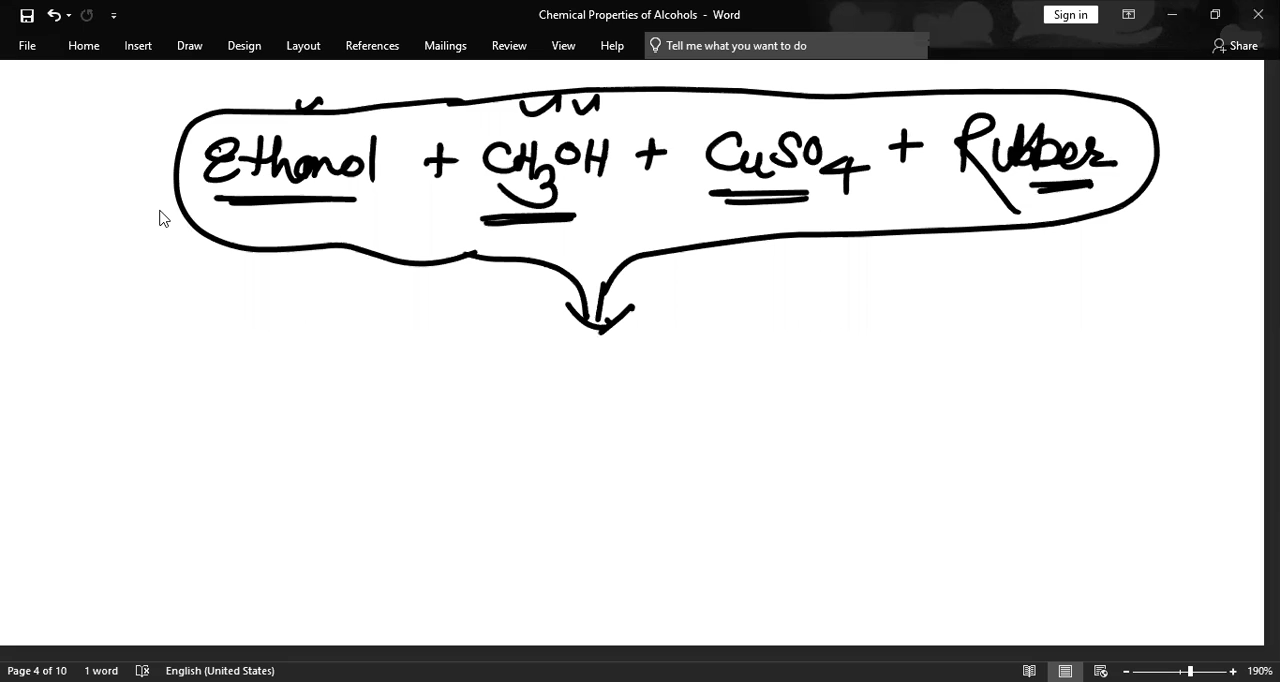 Chemical Properties of Alcohols - Word
Sign in
File Home Insert Draw Design Layout References Mailings Review View Help Tell me what you want to do Share
Ethanol + CH3OH + CuSO4 + Rubber
Page 4 of 10 1 word English (United States) 190%